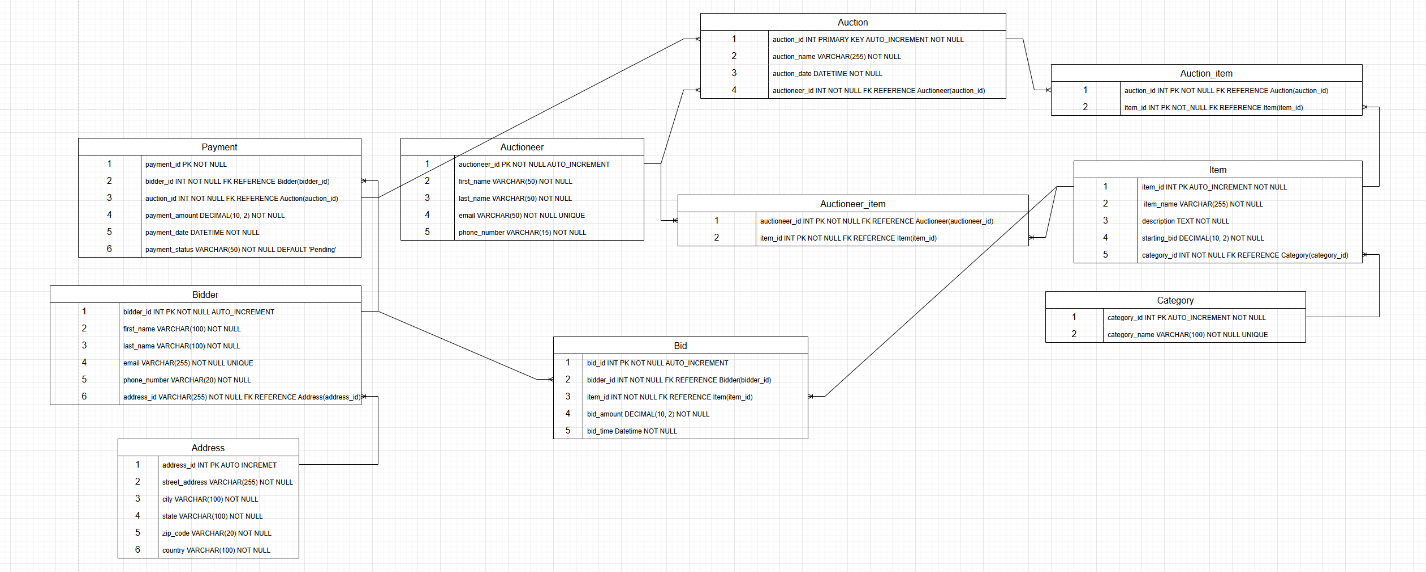 Auction
1 auction_id INT PRIMARY KEY AUTO_INCREMENT NOT NULL
2 auction_name VARCHAR(255) NOT NULL
3 auction_date DATETIME NOT NULL
4 auctioneer_id INT NOT NULL FK REFERENCE Auctioneer(auction_id)
Auction_item
1 auction_id INT PK NOT NULL FK REFERENCE Auction(auction_id)
2 item_id INT PK NOT_NULL FK REFERENCE Item(item_id)
Payment
1 payment_id PK NOT NULL
2 bidder_id INT NOT NULL FK REFERENCE Bidder(bidder_id)
3 auction_id INT NOT NULL FK REFERENCE Auction(auction_id)
4 payment_amount DECIMAL(10, 2) NOT NULL
5 payment_date DATETIME NOT NULL
6 payment_status VARCHAR(50) NOT NULL DEFAULT 'Pending'
Auctioneer
1 auctioneer_id PK NOT NULL AUTO_INCREMENT
2 first_name VARCHAR(50) NOT NULL
3 last_name VARCHAR(50) NOT NULL
4 email VARCHAR(50) NOT NULL UNIQUE
5 phone_number VARCHAR(15) NOT NULL
Auctioneer_item
1 auctioneer_id INT PK NOT NULL FK REFERENCE Auctioneer(auctioneer_id)
2 item_id INT PK NOT NULL FK REFERENCE Item(item_id)
Item
1 item_id INT PK AUTO_INCREMENT NOT NULL
2 item_name VARCHAR(255) NOT NULL
3 description TEXT NOT NULL
4 starting_bid DECIMAL(10, 2) NOT NULL
5 category_id INT NOT NULL FK REFERENCE Category(category_id)
Bidder
1 bidder_id INT PK NOT NULL AUTO_INCREMENT
2 first_name VARCHAR(100) NOT NULL
3 last_name VARCHAR(100) NOT NULL
4 email VARCHAR(255) NOT NULL UNIQUE
5 phone_number VARCHAR(20) NOT NULL
6 address_id VARCHAR(255) NOT NULL FK REFERENCE Address(address_id)
Category
1 category_id INT PK AUTO_INCREMENT NOT NULL
2 category_name VARCHAR(100) NOT NULL UNIQUE
Bid
1 bid_id INT PK NOT NULL AUTO_INCREMENT
2 bidder_id INT NOT NULL FK REFERENCE Bidder(bidder_id)
3 item_id INT NOT NULL FK REFERENCE Item(item_id)
4 bid_amount DECIMAL(10, 2) NOT NULL
5 bid_time Datetime NOT NULL
Address
1 address_id INT PK AUTO INCREMET
2 street_address VARCHAR(255) NOT NULL
3 city VARCHAR(100) NOT NULL
4 state VARCHAR(100) NOT NULL
5 zip_code VARCHAR(20) NOT NULL
6 country VARCHAR(100) NOT NULL